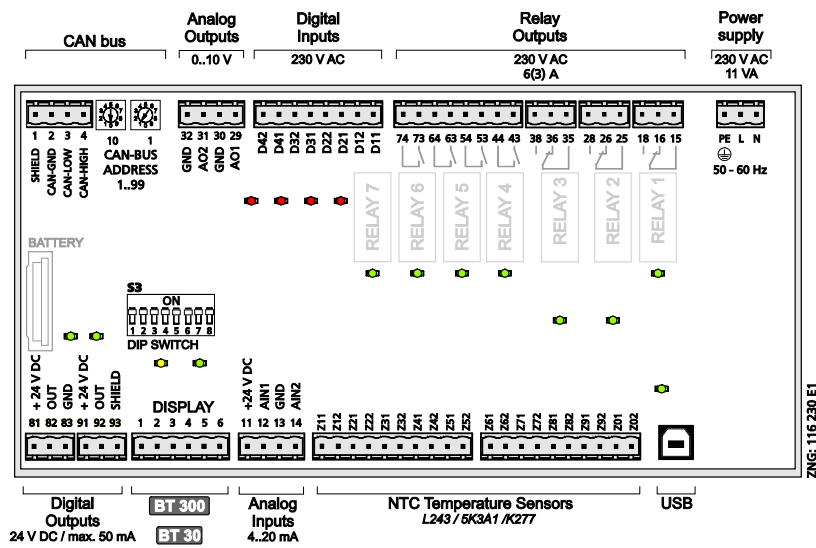 CAN bus
Analog
Outputs
0..10 V
Digital
Inputs
230 V AC
Relay
Outputs
230 V AC
6(3) A
Power
supply
230 V AC
11 VA
1 2 3 4
SHIELD
CAN-GND
CAN-LOW
CAN-HIGH
10 1
CAN-BUS
ADDRESS
1..99
32 31 30 29
GND
AO2
GND
AO1
D42
D41
D32
D31
D22
D21
D12
D11
74 73 64 63 54 53 44 43 38 36 35 28 26 25 18 16 15
PE L N
50 - 60 Hz
RELAY 7
RELAY 6
RELAY 5
RELAY 4
RELAY 3
RELAY 2
RELAY 1
BATTERY
S3
ON
1 2 3 4 5 6 7 8
DIP SWITCH
+ 24 V DC
OUT
GND
+ 24 V DC
OUT
SHIELD
81 82 83 91 92 93
DISPLAY
1 2 3 4 5 6
+24 V DC
AIN1
GND
AIN2
11 12 13 14
Z11
Z12
Z21
Z22
Z31
Z32
Z41
Z42
Z51
Z52
Z61
Z62
Z71
Z72
Z81
Z82
Z91
Z92
Z01
Z02
ZNG: 116 230 E1
Digital
Outputs
24 V DC / max. 50 mA
BT 300
BT 30
Analog
Inputs
4..20 mA
NTC Temperature Sensors
L243 / 5K3A1 /K277
USB